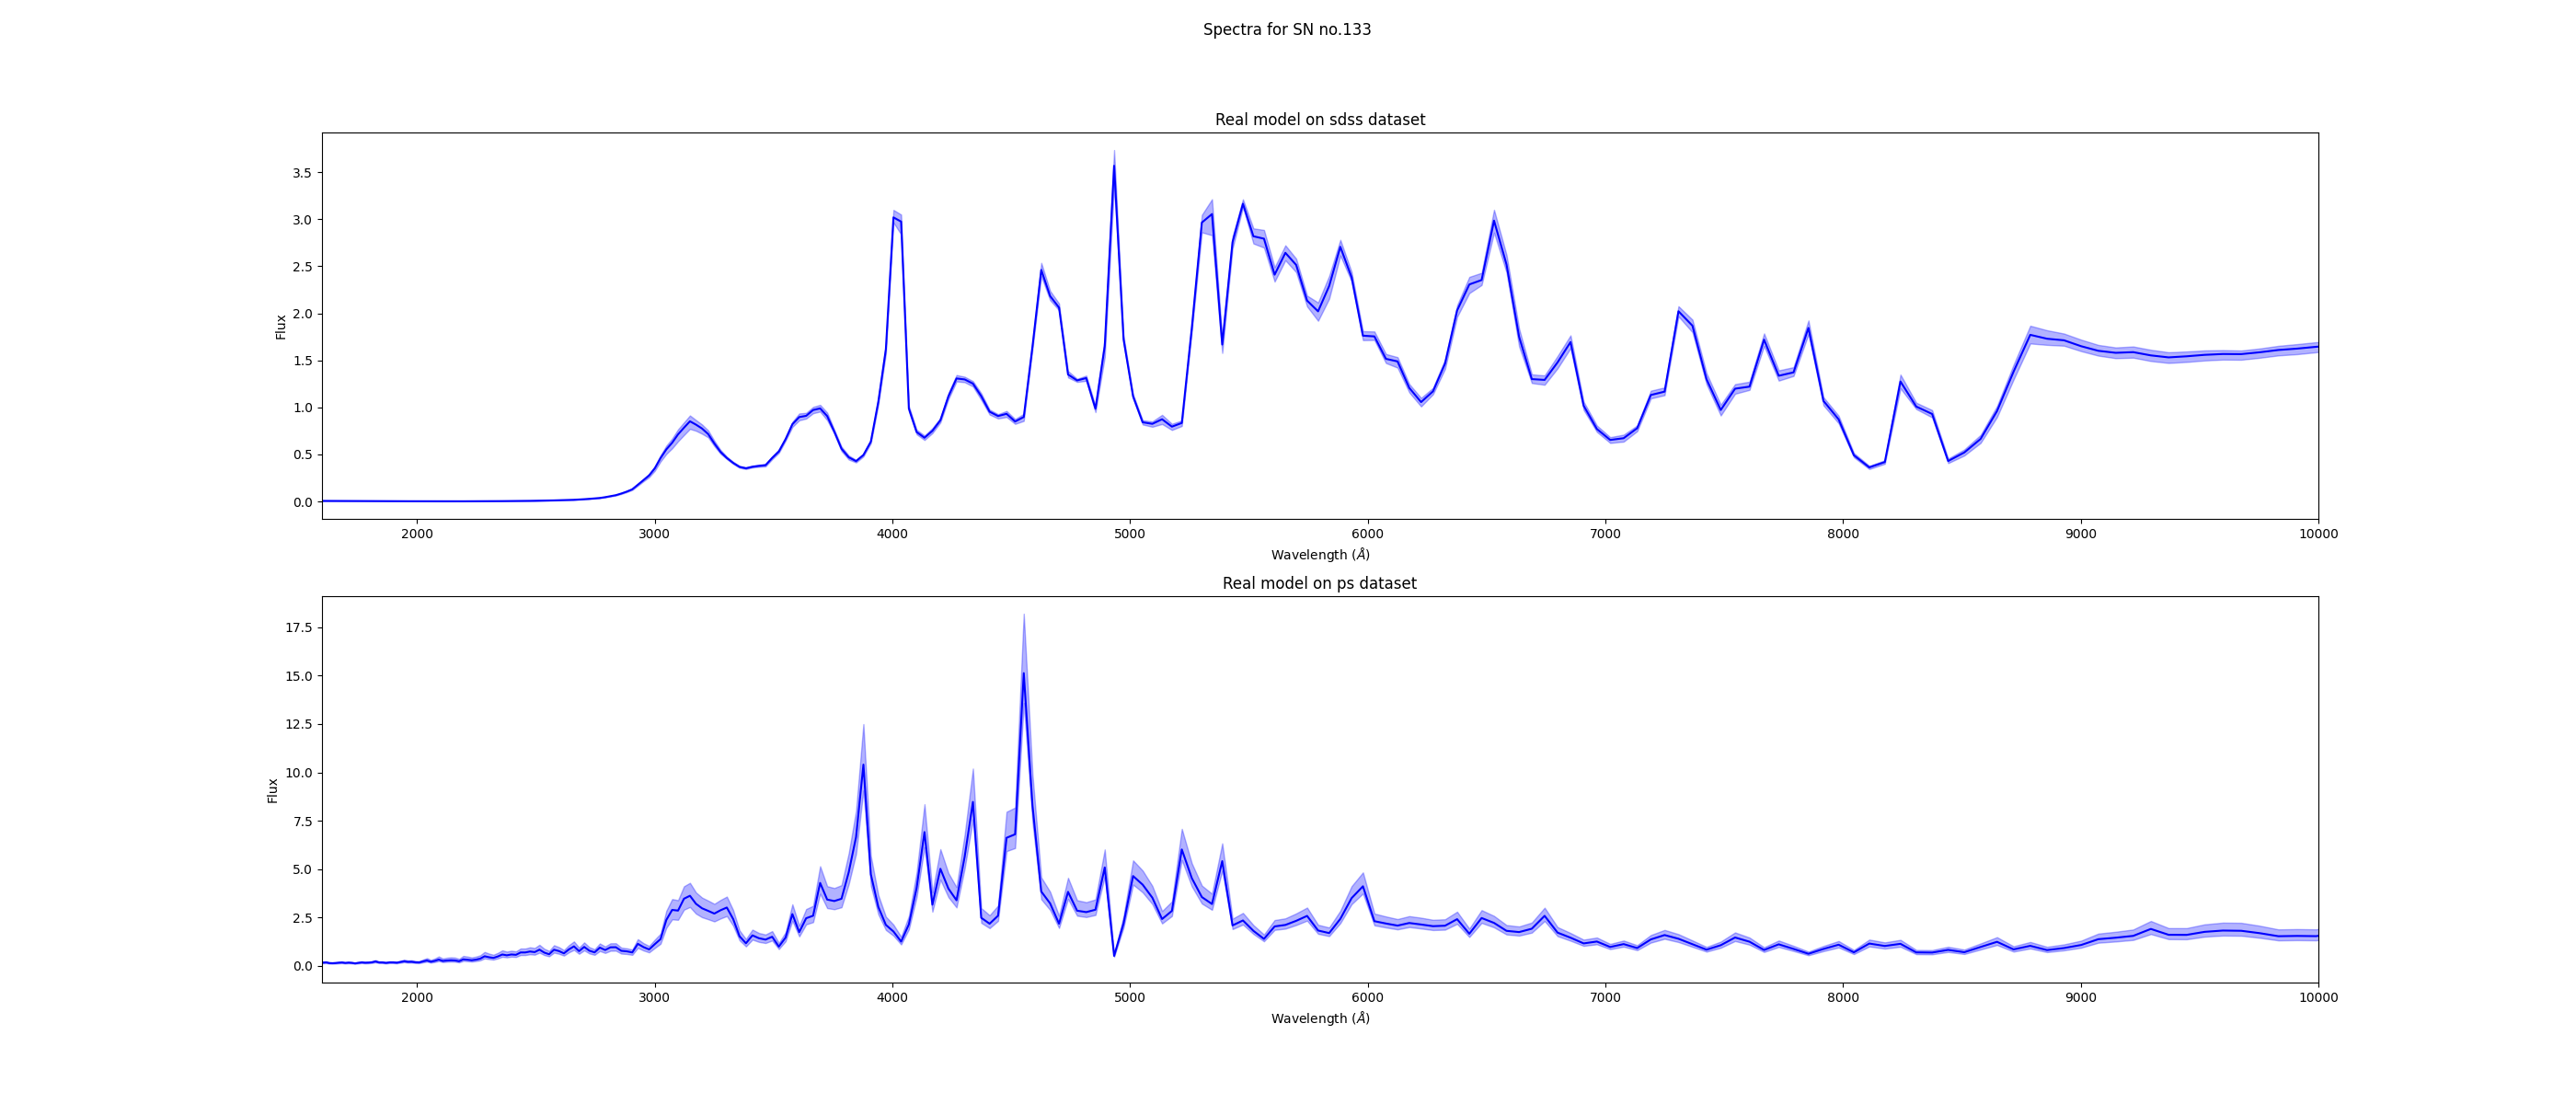 Spectra for SN no.133
Real model on sdss dataset
3.5
3.0
2.5
2.0
1.5
1.0
0.5
0.0
Flux
2000 3000 4000 5000 6000 7000 8000 9000 10000
Wavelength (Å)
Real model on ps dataset
17.5
15.0
12.5
10.0
7.5
5.0
2.5
0.0
Flux
2000 3000 4000 5000 6000 7000 8000 9000 10000
Wavelength (Å)